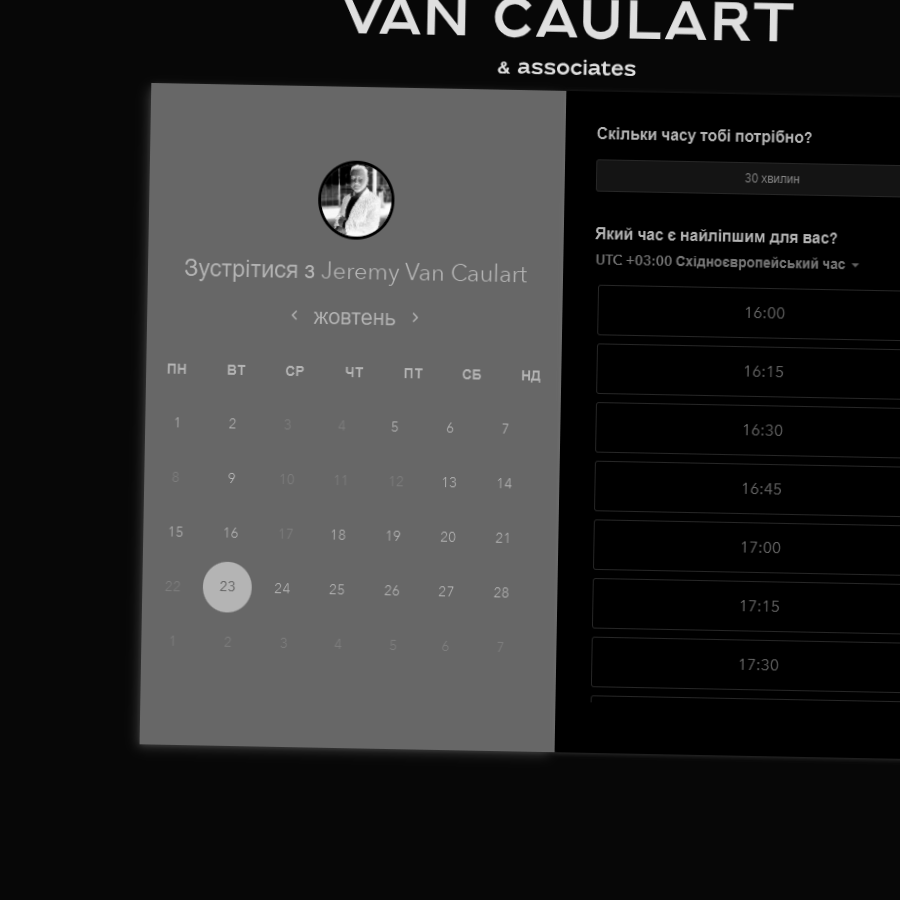 VAN CAULART
& associates
Зустрітися з Jeremy Van Caulart
жовтень
ПН ВТ СР ЧТ ПТ СБ НД
1 2 3 4 5 6 7
8 9 10 11 12 13 14
15 16 17 18 19 20 21
22 23 24 25 26 27 28
1 2 3 4 5 6 7
Скільки часу тобі потрібно?
30 хвилин
Який час є найліпшим для вас?
UTC +03:00 Східноєвропейський час
16:00
16:15
16:30
16:45
17:00
17:15
17:30